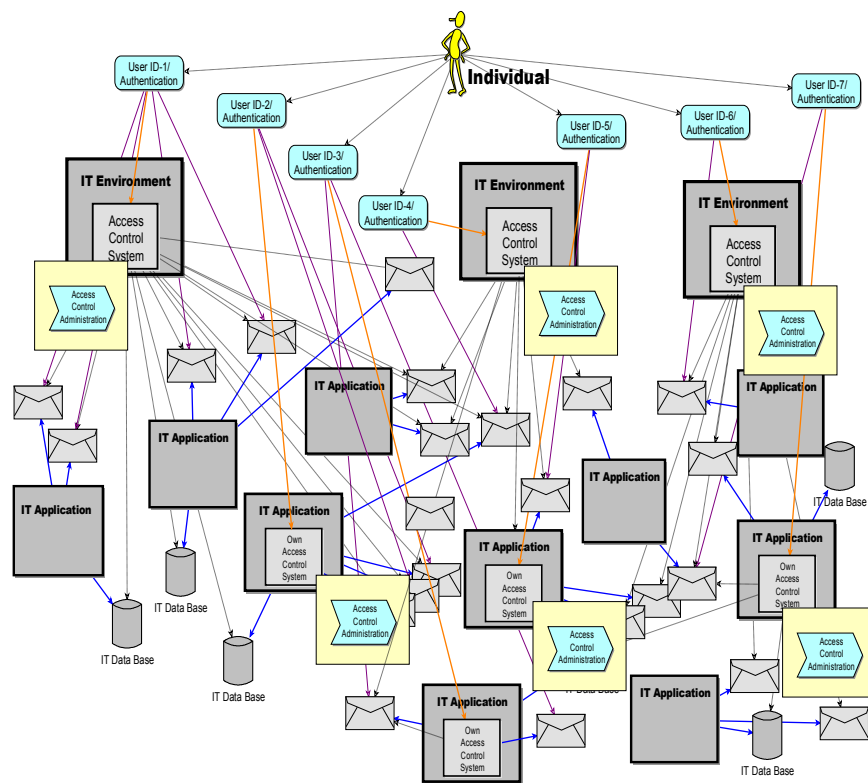 Individual
User ID-1/
Authentication
User ID-7/
Authentication
User ID-2/
Authentication
User ID-6/
Authentication
User ID-5/
Authentication
User ID-3/
Authentication
User ID-4/
Authentication
IT Environment
Access
Control
System
IT Environment
Access
Control
System
IT Environment
Access
Control
System
Access
Control
Administration
Access
Control
Administration
Access
Control
Administration
IT Application
IT Application
IT Application
IT Application
IT Application
IT Data Base
IT Application
Own
Access
Control
System
IT Application
Own
Access
Control
System
IT Application
Own
Access
Control
System
IT Data Base
Access
Control
Administration
Access
Control
Administration
Access
Control
Administration
IT Data Base
IT Data Base
IT Data Base
IT Application
IT Application
Own
Access
Control
System
IT Data Base